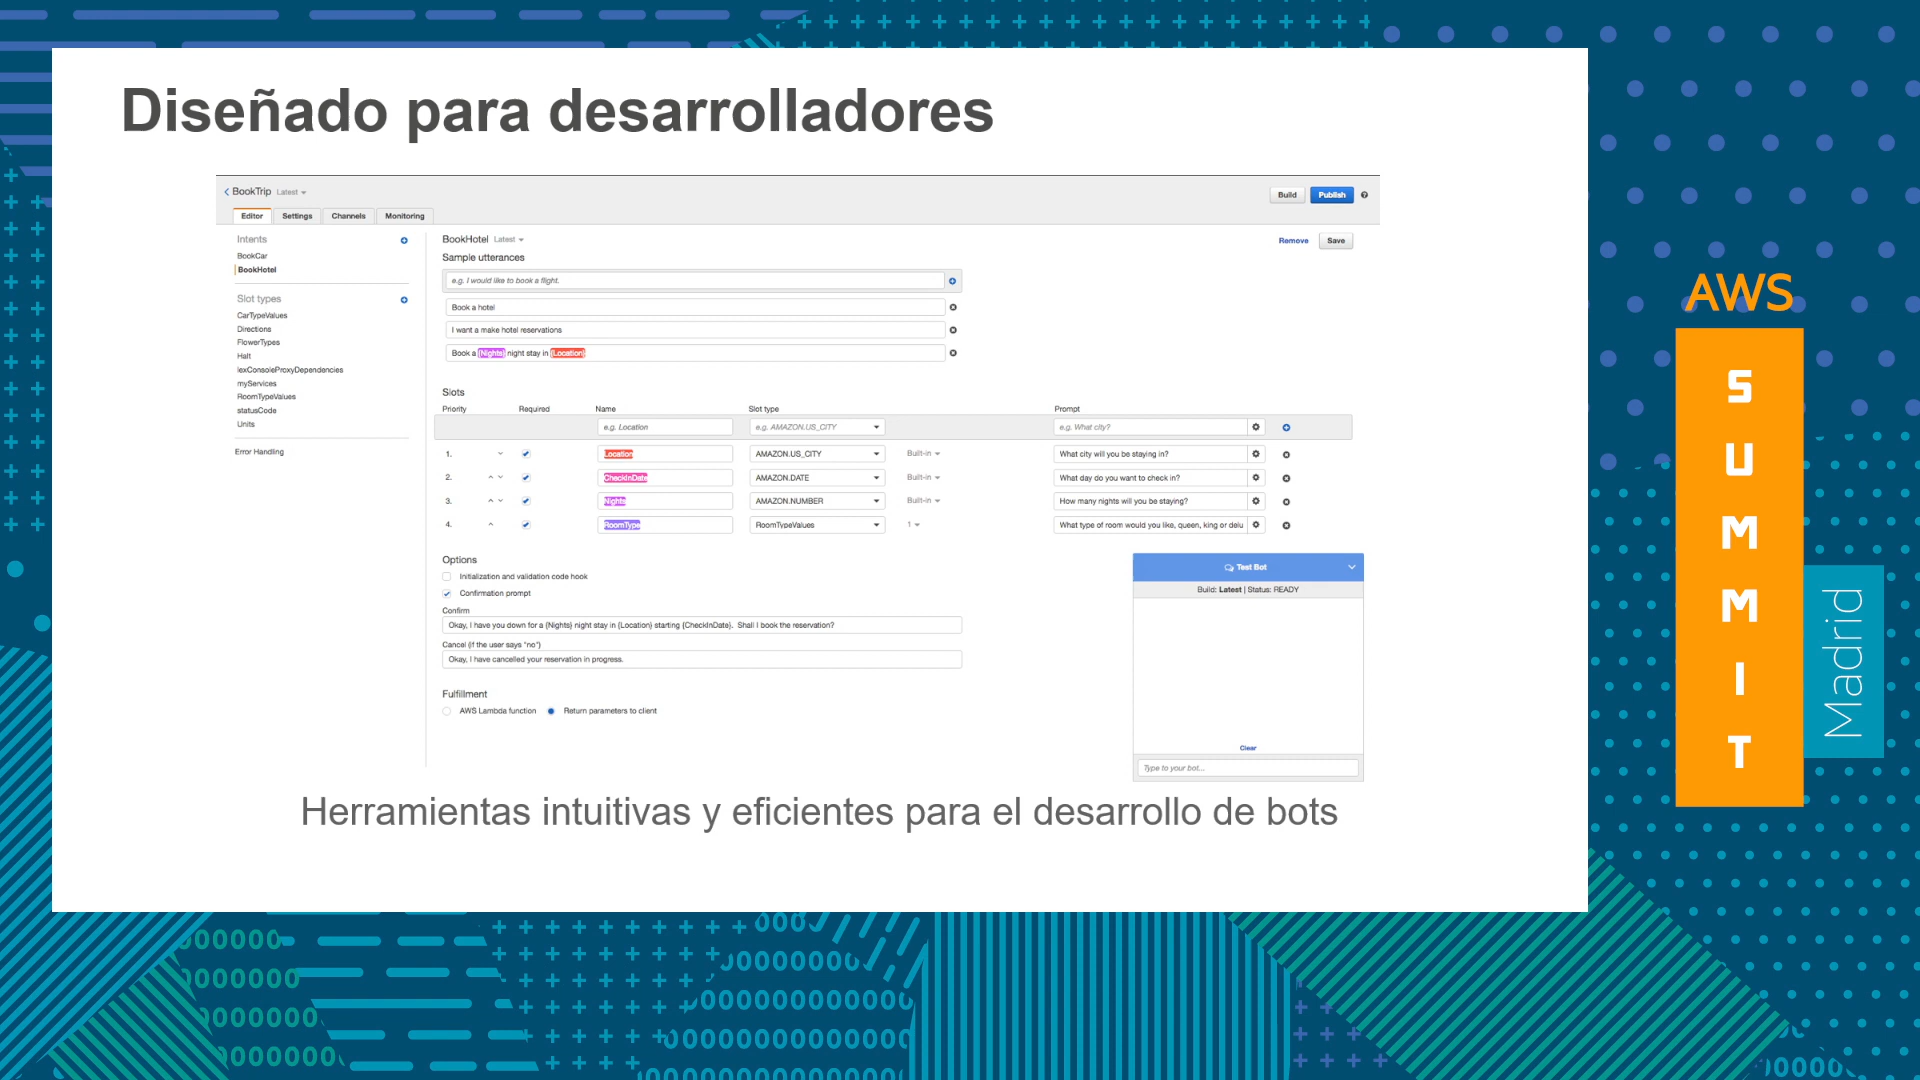 Diseñado para desarrolladores
BookTrip Latest
Build Publish
Editor Settings Channels Monitoring
Intents
BookCar
BookHotel
Slot types
CarTypeValues
Directions
FlowerTypes
Halt
lexConsoleProxyDependencies
myServices
RoomTypeValues
statusCode
Units
Error Handling
BookHotel Latest
Remove Save
Sample utterances
e.g. I would like to book a flight.
Book a hotel
I want a make hotel reservations
Book a {Nights} night stay in {Location}
Slots
Priority Required Name Slot type Prompt
e.g. Location e.g. AMAZON.US_CITY e.g. What city?
1. Location AMAZON.US_CITY Built-in What city will you be staying in?
2. CheckInDate AMAZON.DATE Built-in What day do you want to check in?
3. Nights AMAZON.NUMBER Built-in How many nights will you be staying?
4. RoomType RoomTypeValues 1 What type of room would you like, queen, king or delu
Options
Initialization and validation code hook
Confirmation prompt
Confirm
Okay, I have you down for a {Nights} night stay in {Location} starting {CheckInDate}. Shall I book the reservation?
Cancel (if the user says "no")
Okay, I have cancelled your reservation in progress.
Fulfillment
AWS Lambda function Return parameters to client
Test Bot
Build: Latest | Status: READY
Clear
Type to your bot...
Herramientas intuitivas y eficientes para el desarrollo de bots
AWS
SUMMIT
Madrid